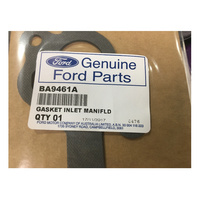 Ford
Genuine
Ford Parts
BA9461A
GASKET INLET MANIFLD
QTY 01
FORD MOTOR COMPANY OF AUSTRALIA LIMITED